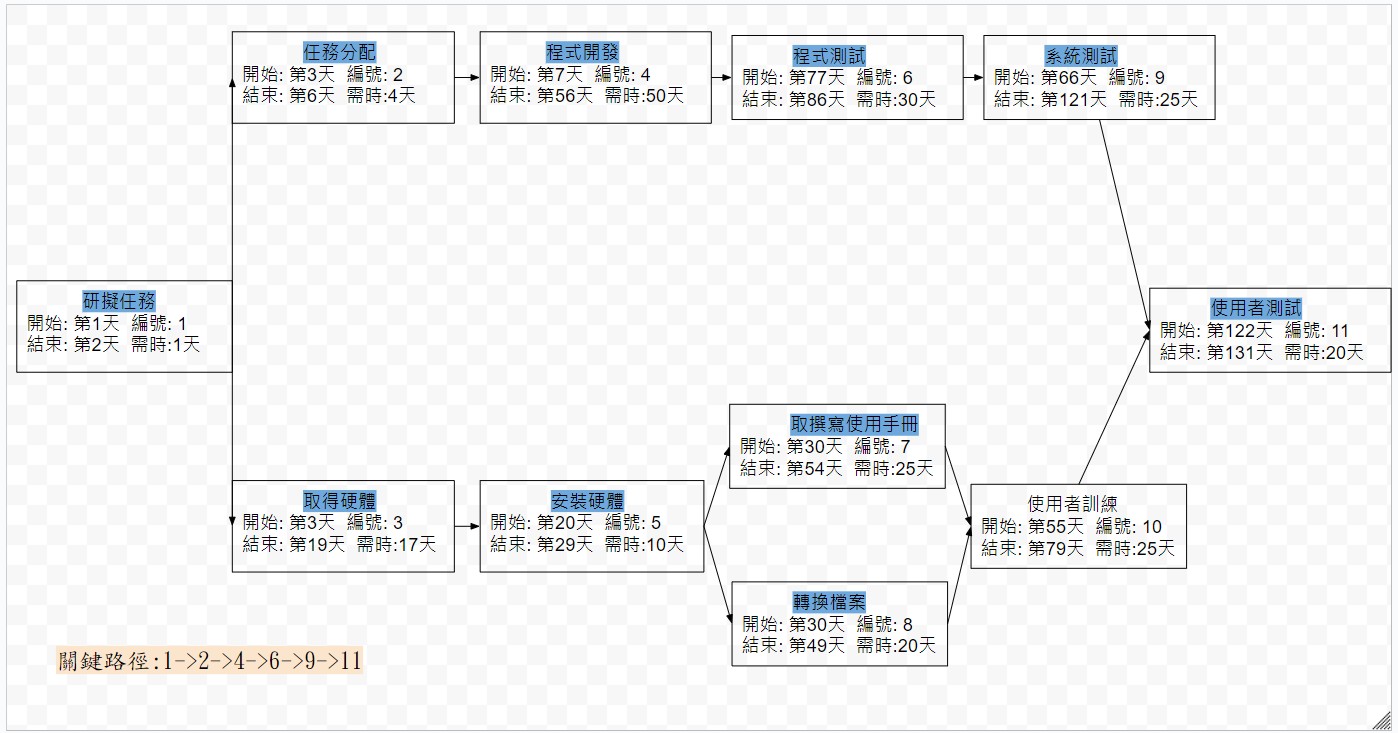 任務分配
開始: 第3天 編號: 2
結束: 第6天 需時:4天
程式開發
開始: 第7天 編號: 4
結束: 第56天 需時:50天
程式測試
開始: 第77天 編號: 6
結束: 第86天 需時:30天
系統測試
開始: 第66天 編號: 9
結束: 第121天 需時:25天
研擬任務
開始: 第1天 編號: 1
結束: 第2天 需時:1天
使用者測試
開始: 第122天 編號: 11
結束: 第131天 需時:20天
取得硬體
開始: 第3天 編號: 3
結束: 第19天 需時:17天
安裝硬體
開始: 第20天 編號: 5
結束: 第29天 需時:10天
取撰寫使用手冊
開始: 第30天 編號: 7
結束: 第54天 需時:25天
使用者訓練
開始: 第55天 編號: 10
結束: 第79天 需時:25天
轉換檔案
開始: 第30天 編號: 8
結束: 第49天 需時:20天
關鍵路徑:1->2->4->6->9->11